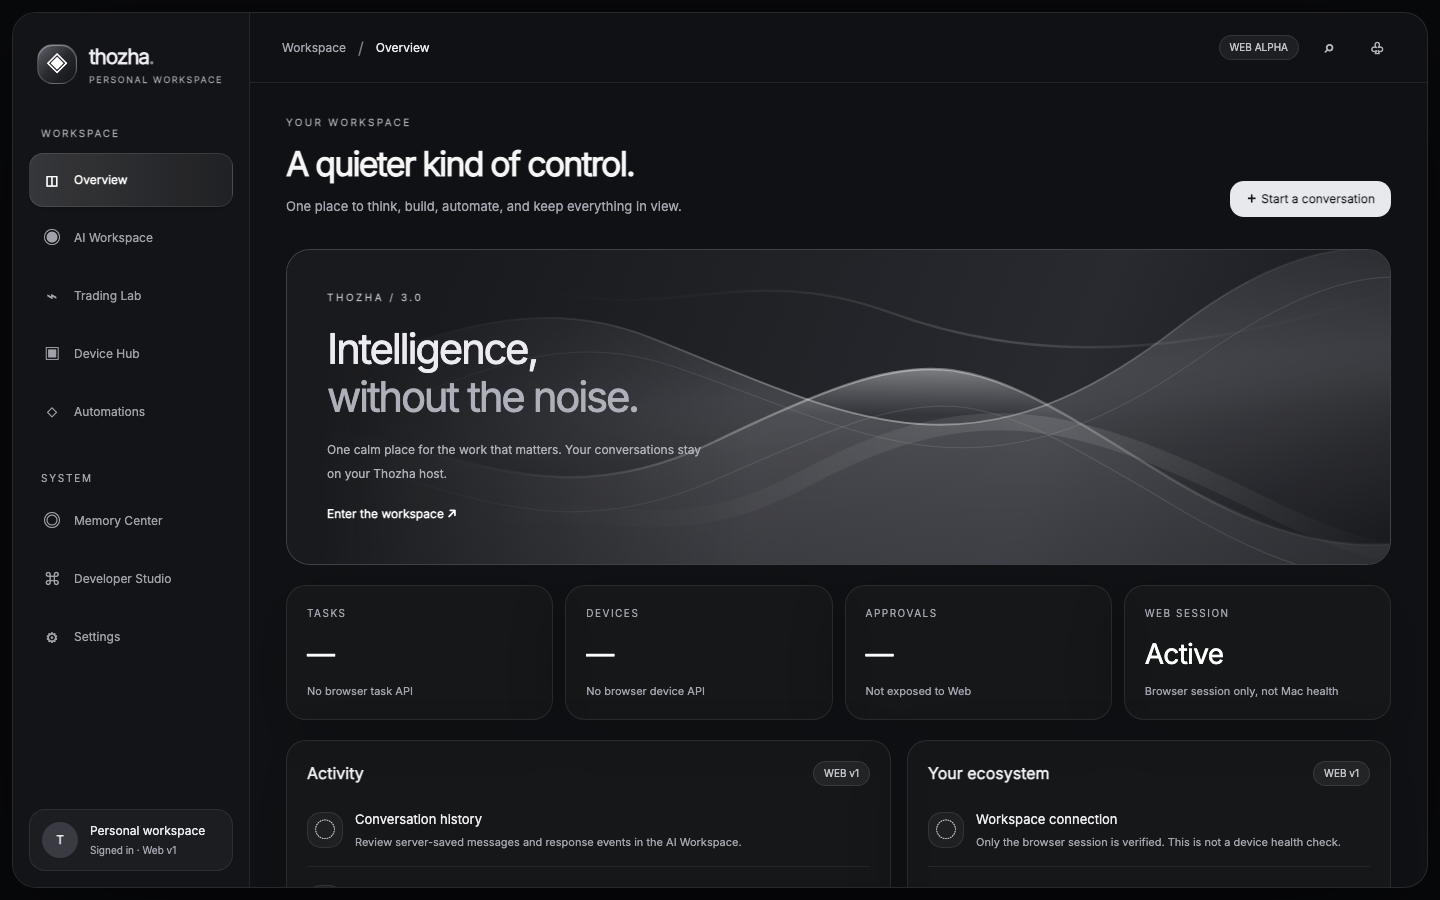 thozha.
PERSONAL WORKSPACE
WORKSPACE
Overview
AI Workspace
Trading Lab
Device Hub
Automations
SYSTEM
Memory Center
Developer Studio
Settings
T
Personal workspace
Signed in · Web v1
Workspace / Overview
WEB ALPHA
YOUR WORKSPACE
A quieter kind of control.
One place to think, build, automate, and keep everything in view.
+ Start a conversation
THOZHA / 3.0
Intelligence,
without the noise.
One calm place for the work that matters. Your conversations stay
on your Thozha host.
Enter the workspace ↗
TASKS
—
No browser task API
DEVICES
—
No browser device API
APPROVALS
—
Not exposed to Web
WEB SESSION
Active
Browser session only, not Mac health
Activity
WEB v1
Conversation history
Review server-saved messages and response events in the AI Workspace.
Your ecosystem
WEB v1
Workspace connection
Only the browser session is verified. This is not a device health check.